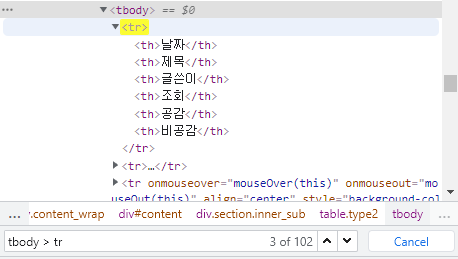 ... ▼<tbody> == $0
▼<tr>
<th>날짜</th>
<th>제목</th>
<th>글쓴이</th>
<th>조회</th>
<th>공감</th>
<th>비공감</th>
</tr>
▶<tr>…</tr>
▶<tr onmouseover="mouseOver(this)" onmouseout="mo
useOut(this)" align="center" style="background-col
... v.content_wrap div#content div.section.inner_sub table.type2 tbody ...
tbody > tr 3 of 102 Cancel